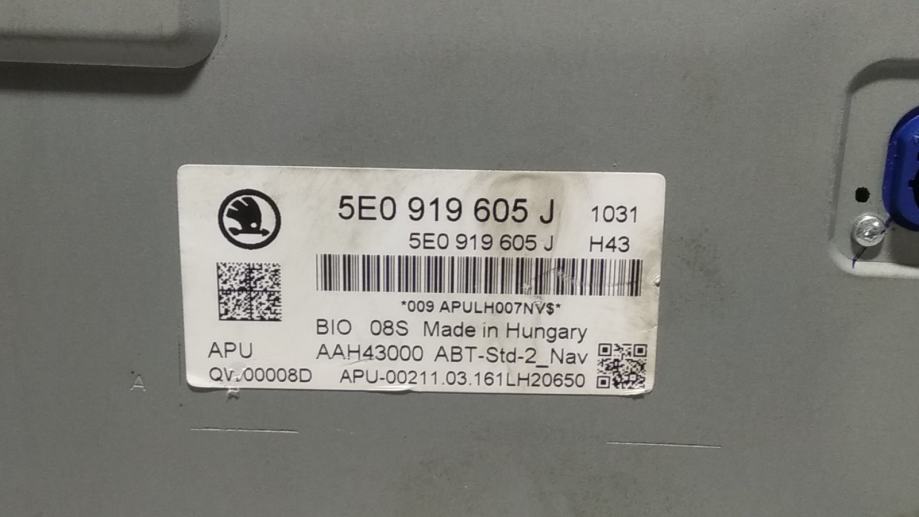 5E0 919 605 J 1031
5E0 919 605 J H43
*009 APULH007NV$*
BIO 08S Made in Hungary
APU AAH43000 ABT-Std-2_Nav
QV/00008D APU-00211.03.161LH20650
A